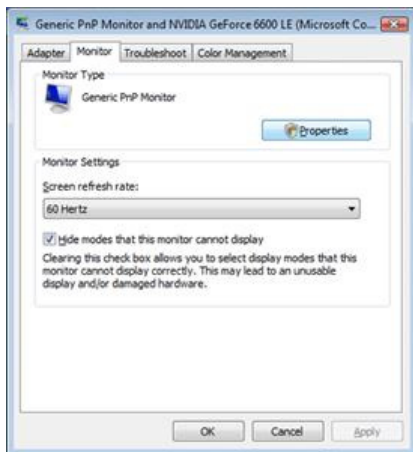 Generic PnP Monitor and NVIDIA GeForce 6600 LE (Microsoft Co...
Adapter Monitor Troubleshoot Color Management
Monitor Type
Generic PnP Monitor
Properties
Monitor Settings
Screen refresh rate:
60 Hertz
Hide modes that this monitor cannot display
Clearing this check box allows you to select display modes that this
monitor cannot display correctly. This may lead to an unusable
display and/or damaged hardware.
OK Cancel Apply